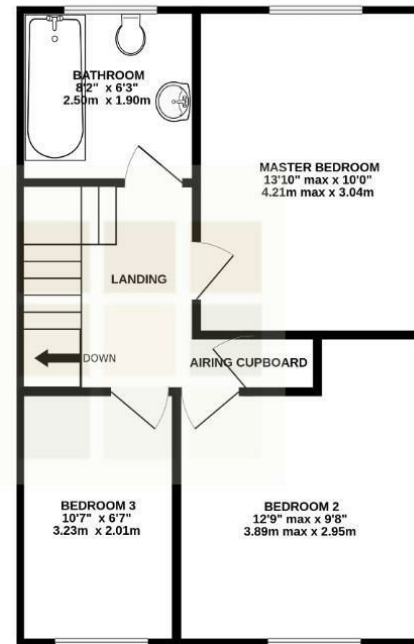 BATHROOM
8'2" x 6'3"
2.50m x 1.90m
MASTER BEDROOM
13'10" max x 10'0"
4.21m max x 3.04m
LANDING
DOWN
AIRING CUPBOARD
BEDROOM 3
10'7" x 6'7"
3.23m x 2.01m
BEDROOM 2
12'9" max x 9'8"
3.89m max x 2.95m